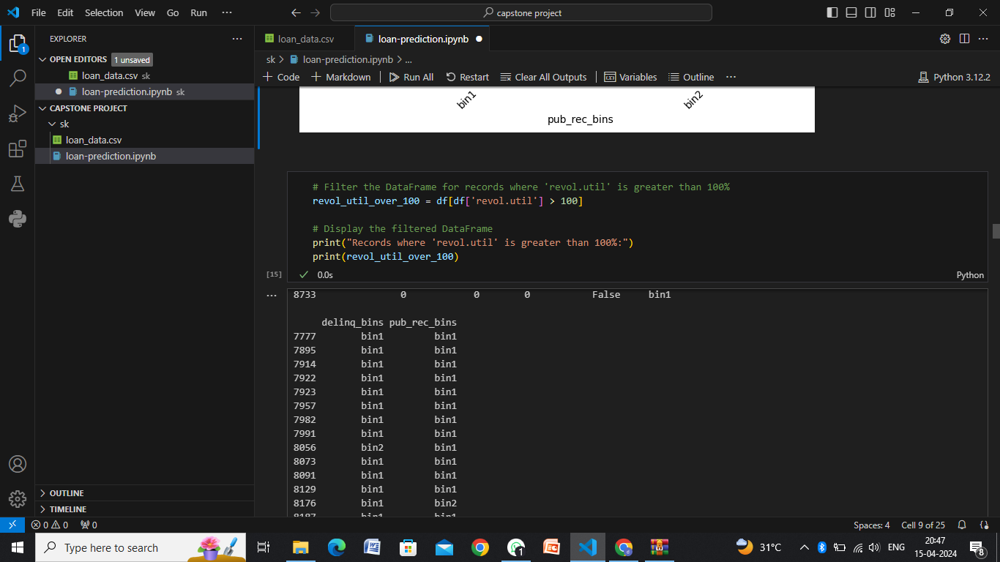 File Edit Selection View Go Run ···
capstone project
EXPLORER ···
OPEN EDITORS 1 unsaved
loan_data.csv sk
loan-prediction.ipynb sk
CAPSTONE PROJECT
sk
loan_data.csv
loan-prediction.ipynb
OUTLINE
TIMELINE
1
loan_data.csv
loan-prediction.ipynb
sk > loan-prediction.ipynb > ...
+ Code + Markdown | Run All Restart Clear All Outputs | Variables Outline ···
Python 3.12.2
bin1 bin2
pub_rec_bins
# Filter the DataFrame for records where 'revol.util' is greater than 100%
revol_util_over_100 = df[df['revol.util'] > 100]
# Display the filtered DataFrame
print("Records where 'revol.util' is greater than 100%:")
print(revol_util_over_100)
[15] 0.0s Python
8733 0 0 0 False bin1
delinq_bins pub_rec_bins
7777 bin1 bin1
7895 bin1 bin1
7914 bin1 bin1
7922 bin1 bin1
7923 bin1 bin1
7957 bin1 bin1
7982 bin1 bin1
7991 bin1 bin1
8056 bin2 bin1
8073 bin1 bin1
8091 bin1 bin1
8129 bin1 bin1
8176 bin1 bin2
8187 bin1 bin1
0 0 0
Spaces: 4 Cell 9 of 25
Type here to search
1
31°C ENG
20:47
15-04-2024
8